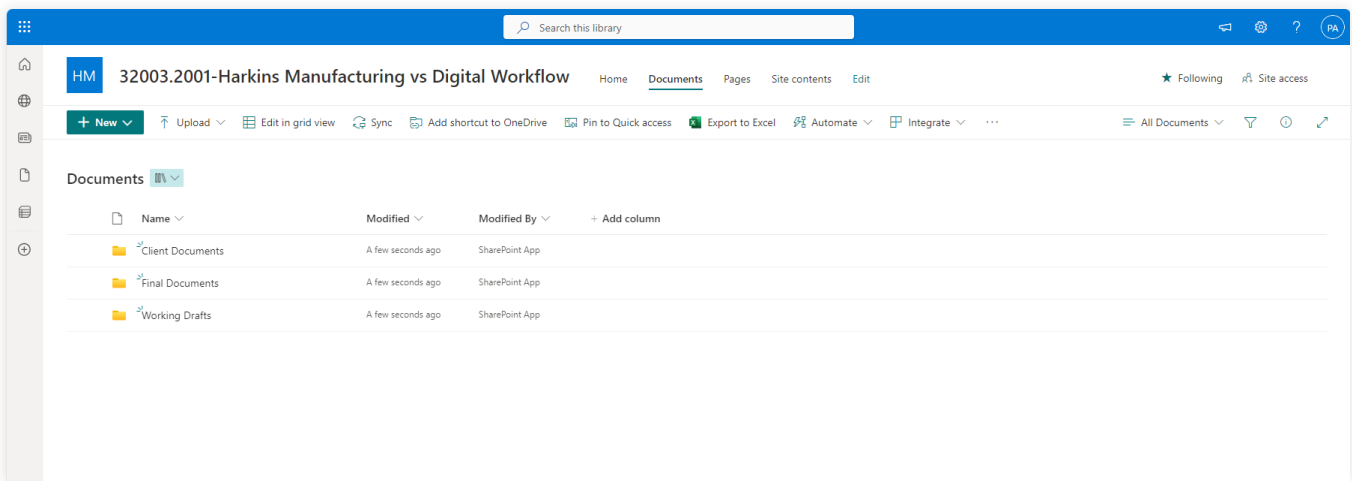 Search this library
?
PA
HM
32003.2001-Harkins Manufacturing vs Digital Workflow
Home Documents Pages Site contents Edit
Following Site access
+ New Upload Edit in grid view Sync Add shortcut to OneDrive Pin to Quick access Export to Excel Automate Integrate ... All Documents
Documents
Name Modified Modified By + Add column
Client Documents A few seconds ago SharePoint App
Final Documents A few seconds ago SharePoint App
Working Drafts A few seconds ago SharePoint App